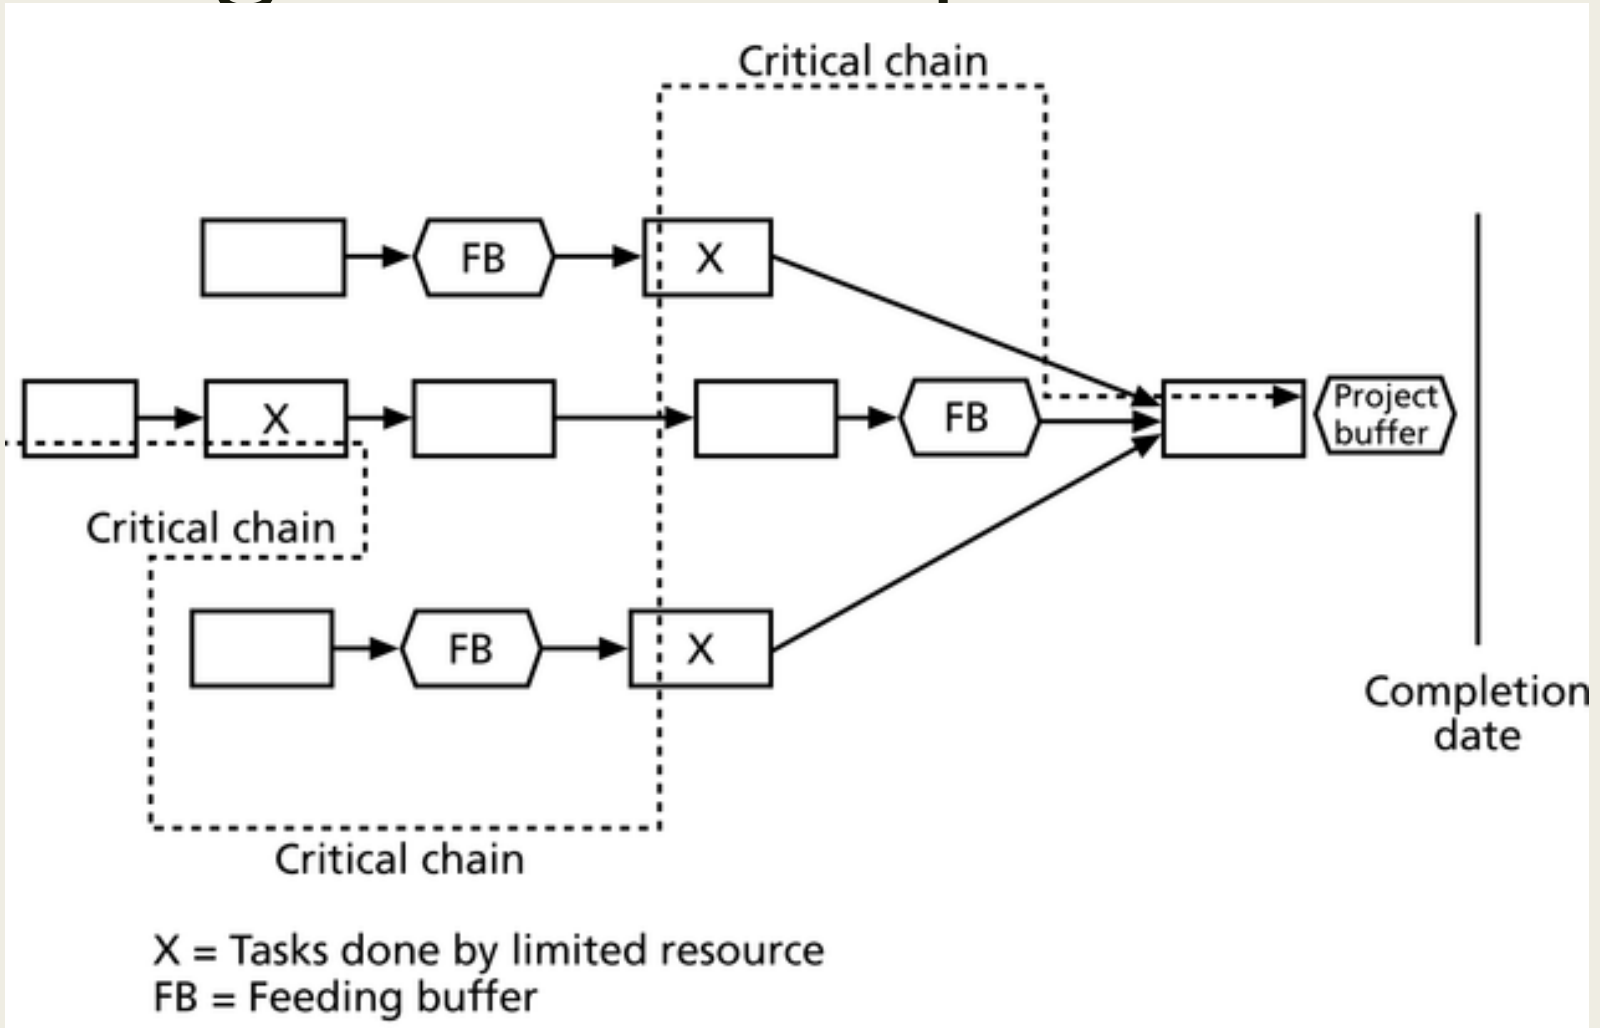 Critical chain
FB
X
X
FB
Project
buffer
Critical chain
FB
X
Completion
date
Critical chain
X = Tasks done by limited resource
FB = Feeding buffer